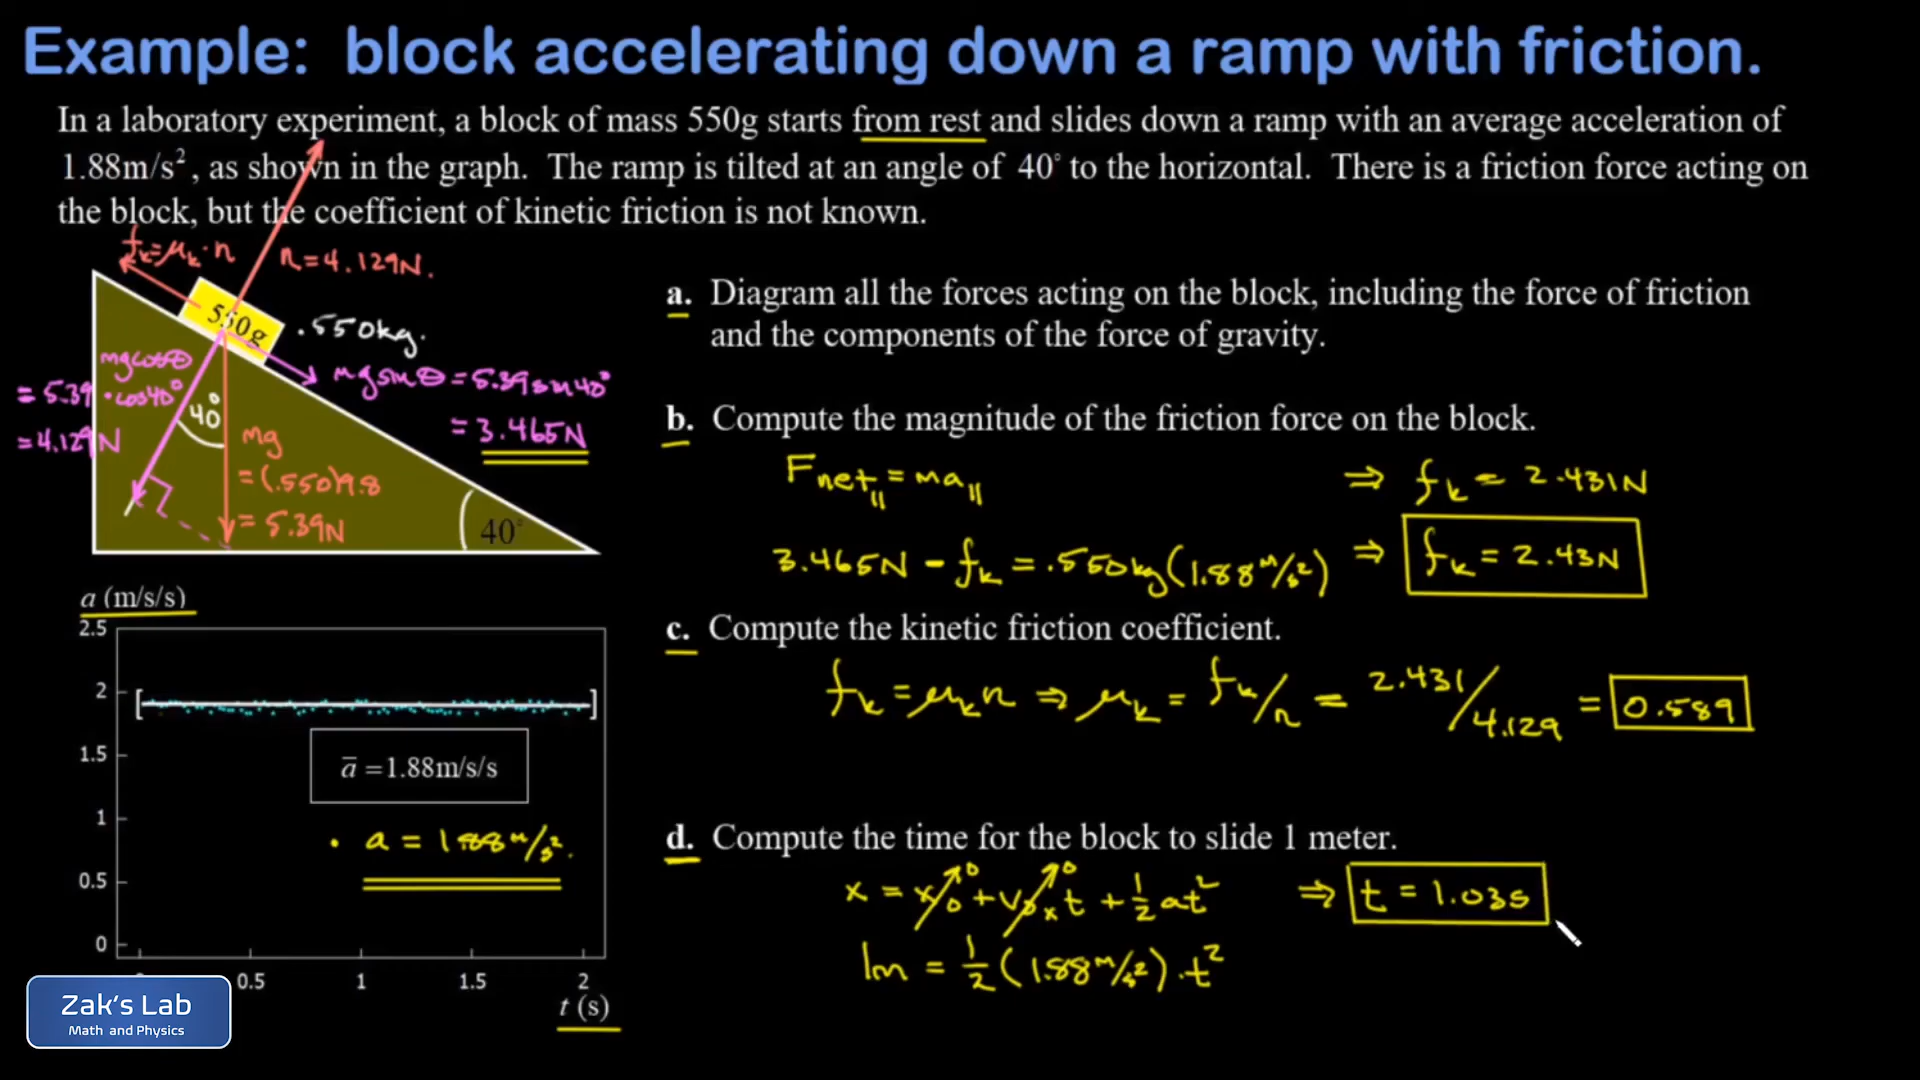 Example: block accelerating down a ramp with friction.
In a laboratory experiment, a block of mass 550g starts from rest and slides down a ramp with an average acceleration of
1.88m/s², as shown in the graph. The ramp is tilted at an angle of 40° to the horizontal. There is a friction force acting on
the block, but the coefficient of kinetic friction is not known.
fₖ=μₖ·n
n=4.129N.
550g
.550kg.
mgcosθ
= 5.39 ·cos40°
=4.129N
40°
mg
=(.550)9.8
= 5.39N
mgsinθ=5.39sin40°
= 3.465N
40°
a. Diagram all the forces acting on the block, including the force of friction
and the components of the force of gravity.
b. Compute the magnitude of the friction force on the block.
Fnet||=ma||
⇒ fₖ = 2.431N
3.465N - fₖ = .550kg(1.88m/s²)
⇒ fₖ = 2.43N
c. Compute the kinetic friction coefficient.
fₖ=μₖn ⇒ μₖ = fₖ/n = 2.431/4.129 = 0.589
d. Compute the time for the block to slide 1 meter.
x = x₀ 0 + v₀ₓ 0 t + 1/2 at²
⇒ t = 1.03s
1m = 1/2 (1.88m/s²)·t²
a (m/s/s)
2.5
2
1.5
1
0.5
0
a̅ =1.88m/s/s
· a = 1.88m/s².
0.5 1 1.5 2
t (s)
Zak's Lab
Math and Physics